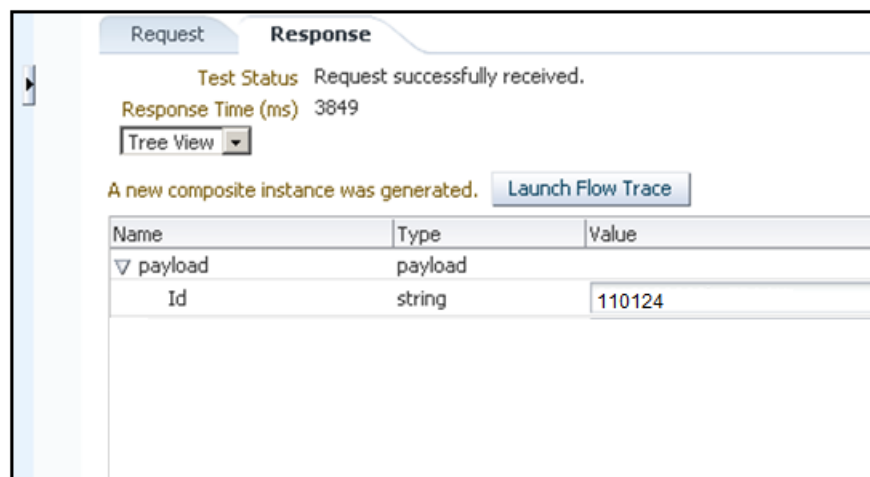 Request Response
Test Status Request successfully received.
Response Time (ms) 3849
Tree View
A new composite instance was generated. Launch Flow Trace
Name Type Value
payload payload
Id string 110124